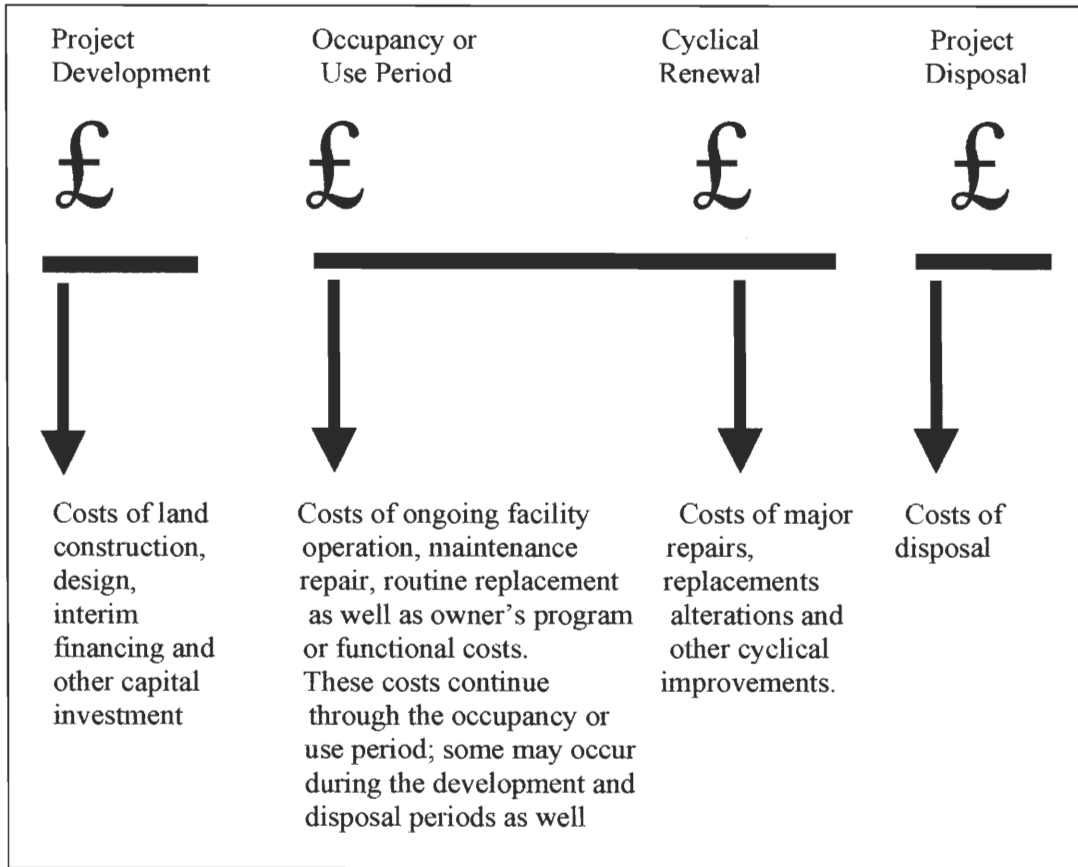 Project
Development
Occupancy or
Use Period
Cyclical
Renewal
Project
Disposal
£
£
£
£
Costs of land
construction,
design,
interim
financing and
other capital
investment
Costs of ongoing facility
operation, maintenance
repair, routine replacement
as well as owner's program
or functional costs.
These costs continue
through the occupancy or
use period; some may occur
during the development and
disposal periods as well
Costs of major
repairs,
replacements
alterations and
other cyclical
improvements.
Costs of
disposal